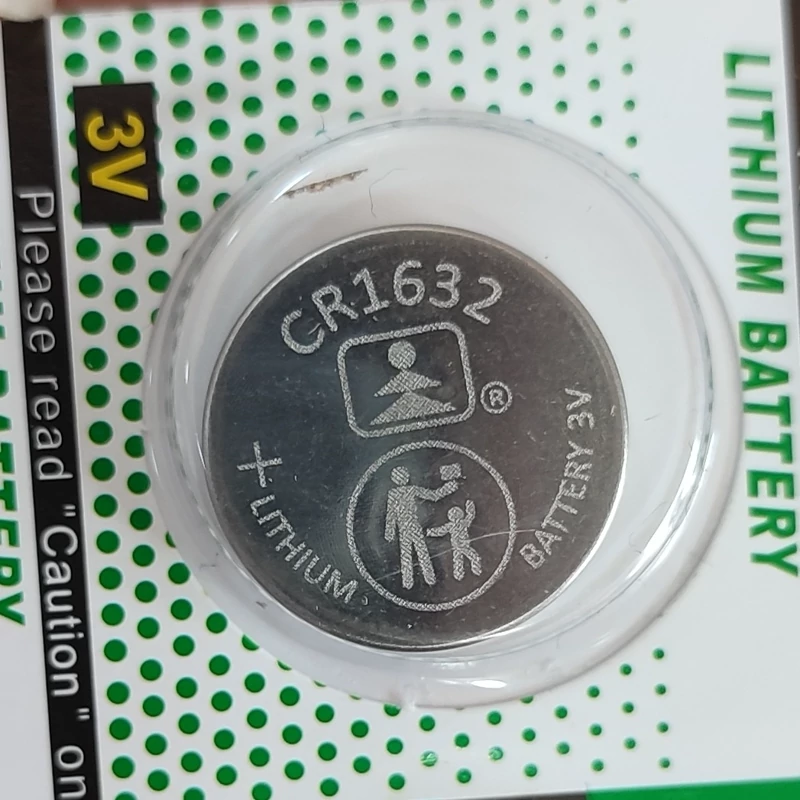 3V
Please read "Caution" on
CR1632
®
+ LITHIUM
BATTERY 3V
LITHIUM BATTERY